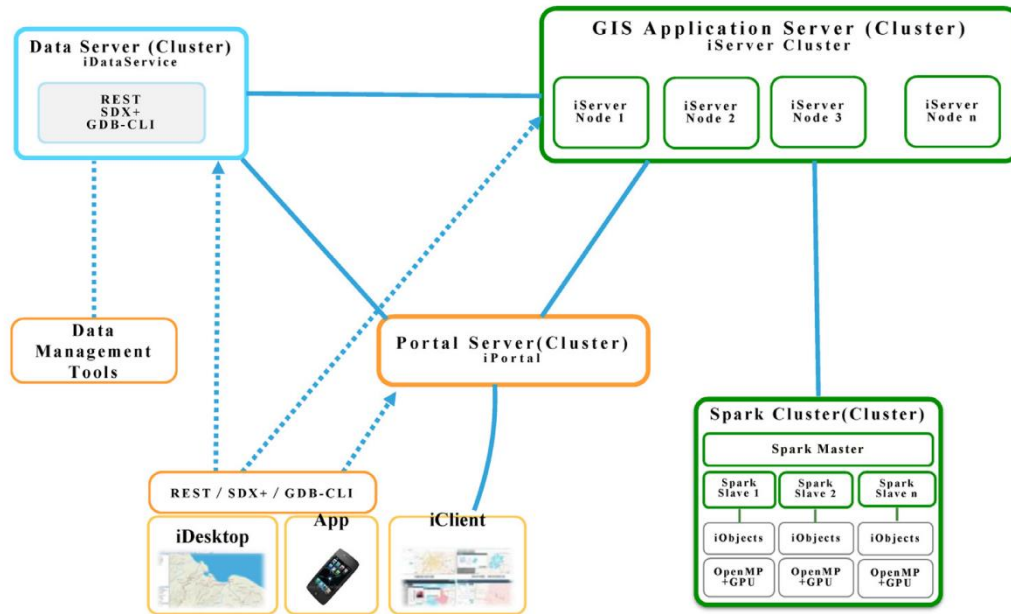 Data Server (Cluster)
iDataService
REST
SDX+
GDB-CLI
GIS Application Server (Cluster)
iServer Cluster
iServer
Node 1
iServer
Node 2
iServer
Node 3
iServer
Node n
Data
Management
Tools
Portal Server(Cluster)
iPortal
Spark Cluster(Cluster)
Spark Master
Spark
Slave 1
Spark
Slave 2
Spark
Slave n
iObjects
iObjects
iObjects
OpenMP
+GPU
OpenMP
+GPU
OpenMP
+GPU
REST / SDX+ / GDB-CLI
iDesktop
App
iClient